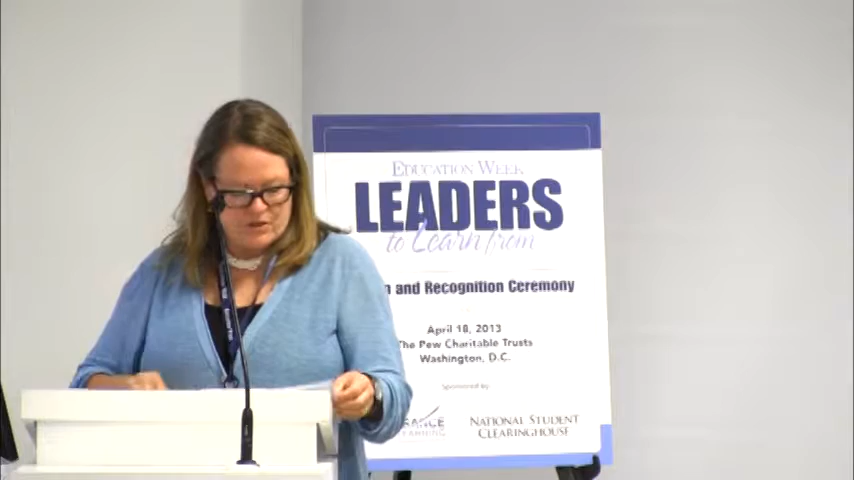 EDUCATION WEEK
LEADERS
to Learn from
and Recognition Ceremony
April 18, 2013
The Pew Charitable Trusts
Washington, D.C.
Sponsored by
NATIONAL STUDENT
CLEARINGHOUSE